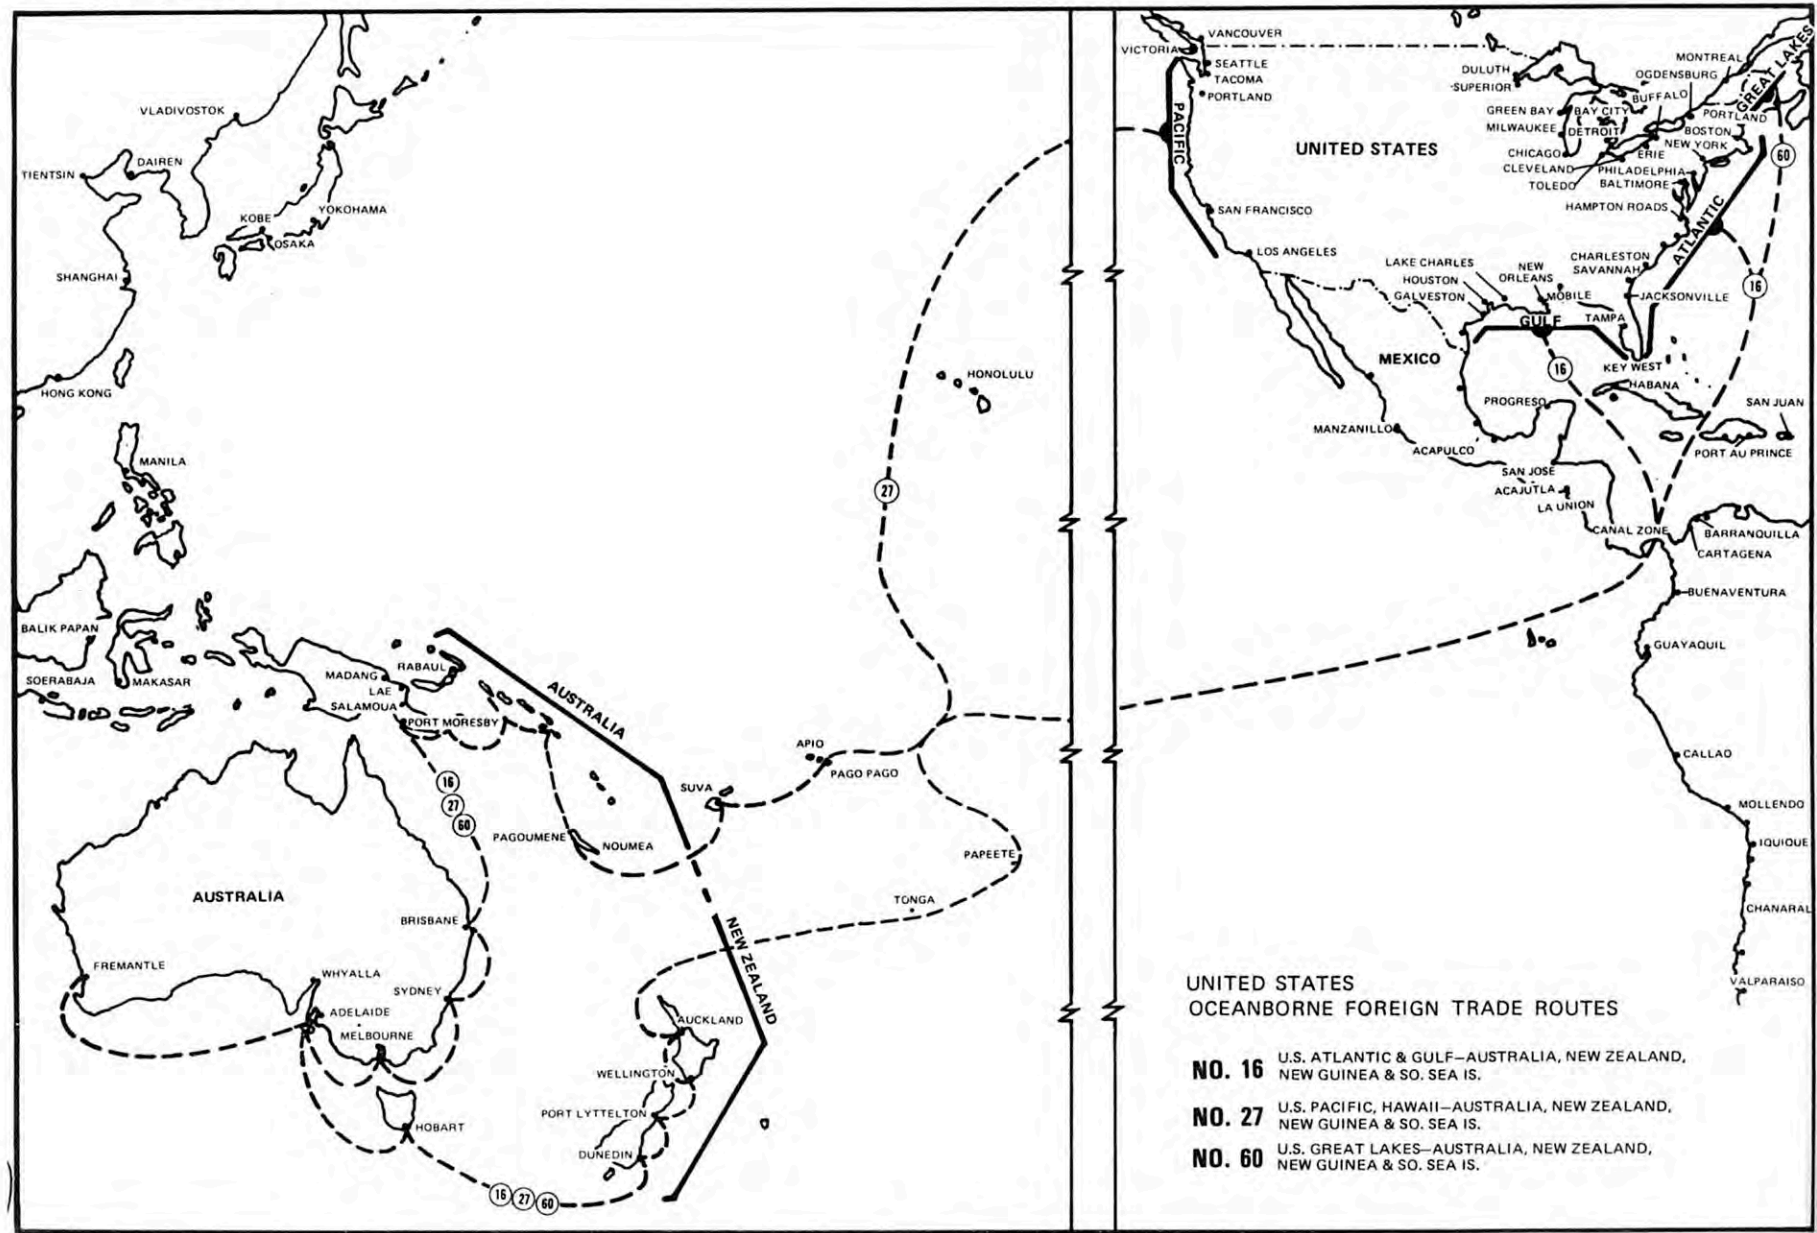 VANCOUVER
VICTORIA
SEATTLE
TACOMA
PORTLAND
PACIFIC
UNITED STATES
DULUTH
SUPERIOR
GREEN BAY
BAY CITY
MILWAUKEE
DETROIT
CHICAGO
CLEVELAND
TOLEDO
ERIE
BUFFALO
OGDENSBURG
MONTREAL
GREAT LAKES
PORTLAND
BOSTON
NEW YORK
PHILADELPHIA
BALTIMORE
HAMPTON ROADS
ATLANTIC
60
16
CHARLESTON
SAVANNAH
JACKSONVILLE
SAN FRANCISCO
LOS ANGELES
LAKE CHARLES
HOUSTON
GALVESTON
NEW
ORLEANS
MOBILE
TAMPA
GULF
16
KEY WEST
HABANA
MEXICO
PROGRESO
MANZANILLO
ACAPULCO
SAN JUAN
PORT AU PRINCE
SAN JOSE
ACAJUTLA
LA UNION
CANAL ZONE
BARRANQUILLA
CARTAGENA
BUENAVENTURA
GUAYAQUIL
CALLAO
MOLLENDO
IQUIQUE
CHANARAL
VALPARAISO
VLADIVOSTOK
DAIREN
TIENTSIN
KOBE
YOKOHAMA
OSAKA
SHANGHAI
HONG KONG
MANILA
HONOLULU
27
BALIK PAPAN
SOERABAJA
MAKASAR
RABAUL
MADANG
LAE
SALAMOUA
PORT MORESBY
AUSTRALIA
16
27
60
APIO
PAGO PAGO
SUVA
PAGOUMENE
NOUMEA
PAPEETE
TONGA
NEW ZEALAND
AUSTRALIA
BRISBANE
FREMANTLE
WHYALLA
SYDNEY
ADELAIDE
MELBOURNE
HOBART
AUCKLAND
WELLINGTON
PORT LYTTELTON
DUNEDIN
16 27 60
UNITED STATES
OCEANBORNE FOREIGN TRADE ROUTES
NO. 16 U.S. ATLANTIC & GULF—AUSTRALIA, NEW ZEALAND,
NEW GUINEA & SO. SEA IS.
NO. 27 U.S. PACIFIC, HAWAII—AUSTRALIA, NEW ZEALAND,
NEW GUINEA & SO. SEA IS.
NO. 60 U.S. GREAT LAKES—AUSTRALIA, NEW ZEALAND,
NEW GUINEA & SO. SEA IS.